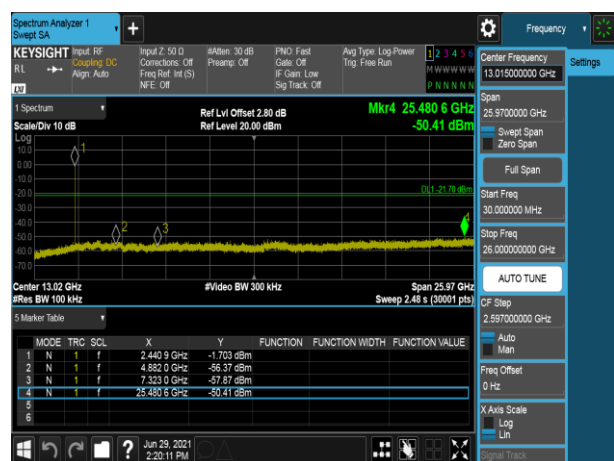 Spectrum Analyzer 1
Swept SA
+
Frequency
KEYSIGHT
RL
LXI
Input: RF
Coupling: DC
Align: Auto
Input Z: 50 Ω
Corrections: Off
Freq Ref: Int (S)
NFE: Off
#Atten: 30 dB
Preamp: Off
PNO: Fast
Gate: Off
IF Gain: Low
Sig Track: Off
Avg Type: Log-Power
Trig: Free Run
1 2 3 4 5 6
M W W W W W
P N N N N N
Center Frequency
13.015000000 GHz
Settings
1 Spectrum
Scale/Div 10 dB
Ref Lvl Offset 2.80 dB
Ref Level 20.00 dBm
Mkr4 25.480 6 GHz
-50.41 dBm
Span
25.9700000 GHz
Swept Span
Zero Span
Full Span
Log
10.0
0.00
-10.0
-20.0
-30.0
-40.0
-50.0
-60.0
-70.0
1
2
3
DL1 -21.70 dBm
Start Freq
30.000000 MHz
Stop Freq
26.000000000 GHz
AUTO TUNE
Center 13.02 GHz
#Res BW 100 kHz
#Video BW 300 kHz
Span 25.97 GHz
Sweep 2.48 s (30001 pts)
CF Step
2.597000000 GHz
Auto
Man
5 Marker Table
MODE TRC SCL X Y FUNCTION FUNCTION WIDTH FUNCTION VALUE
1 N 1 f 2.440 9 GHz -1.703 dBm
2 N 1 f 4.882 0 GHz -56.37 dBm
3 N 1 f 7.323 0 GHz -57.87 dBm
4 N 1 f 25.480 6 GHz -50.41 dBm
5
6
Freq Offset
0 Hz
X Axis Scale
Log
Lin
Signal Track
?
Jun 29, 2021
2:20:11 PM